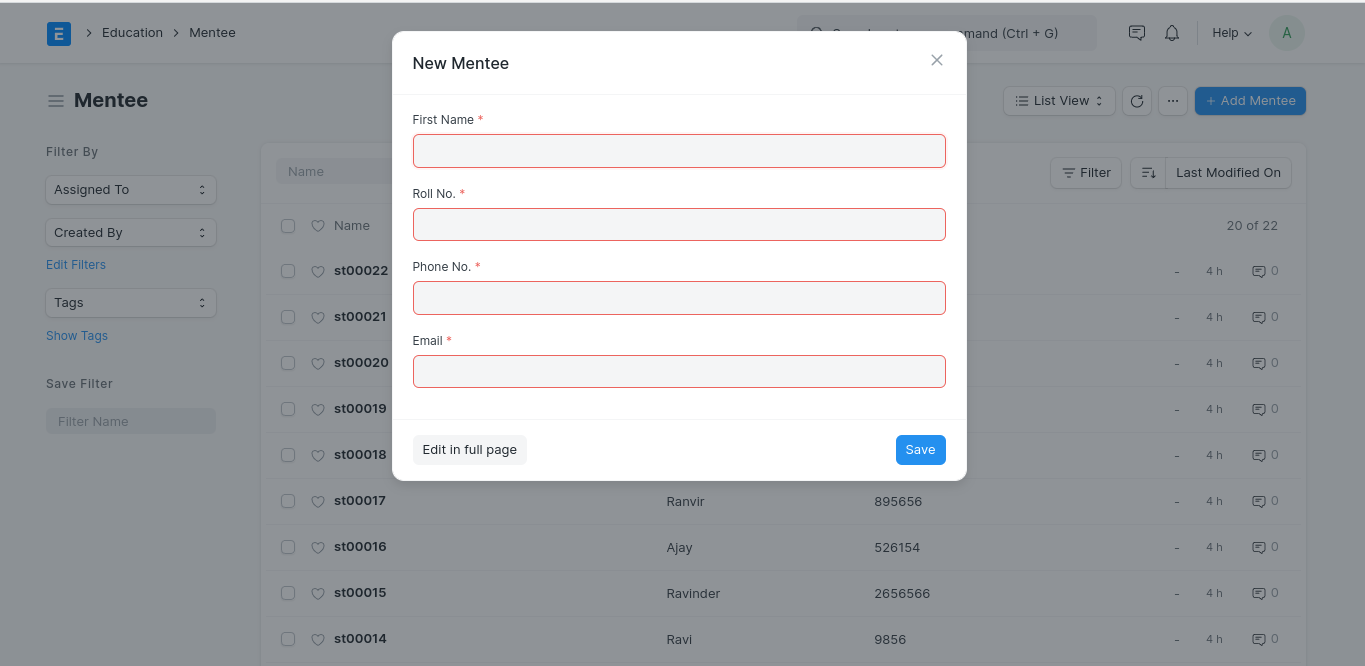 E Education Mentee
mand (Ctrl + G)
Help
A
Mentee
List View
...
+ Add Mentee
New Mentee
First Name *
Roll No. *
Phone No. *
Email *
Edit in full page
Save
Filter By
Assigned To
Created By
Edit Filters
Tags
Show Tags
Save Filter
Filter Name
Name
Filter
Last Modified On
Name 20 of 22
st00022 - 4 h 0
st00021 - 4 h 0
st00020 - 4 h 0
st00019 - 4 h 0
st00018 - 4 h 0
st00017 Ranvir 895656 - 4 h 0
st00016 Ajay 526154 - 4 h 0
st00015 Ravinder 2656566 - 4 h 0
st00014 Ravi 9856 - 4 h 0